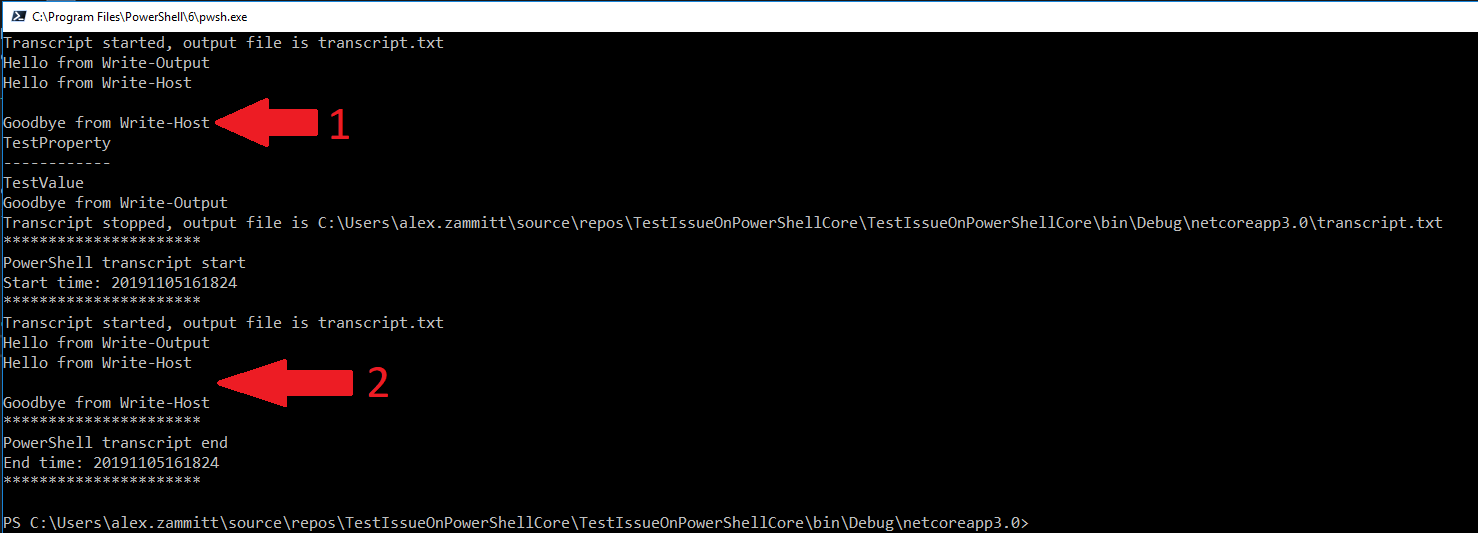 C:\Program Files\PowerShell\6\pwsh.exe
Transcript started, output file is transcript.txt
Hello from Write-Output
Hello from Write-Host
Goodbye from Write-Host 1
TestProperty
------------
TestValue
Goodbye from Write-Output
Transcript stopped, output file is C:\Users\alex.zammitt\source\repos\TestIssueOnPowerShellCore\TestIssueOnPowerShellCore\bin\Debug\netcoreapp3.0\transcript.txt
**********************
PowerShell transcript start
Start time: 20191105161824
**********************
Transcript started, output file is transcript.txt
Hello from Write-Output
Hello from Write-Host
2
Goodbye from Write-Host
**********************
PowerShell transcript end
End time: 20191105161824
**********************
PS C:\Users\alex.zammitt\source\repos\TestIssueOnPowerShellCore\TestIssueOnPowerShellCore\bin\Debug\netcoreapp3.0>